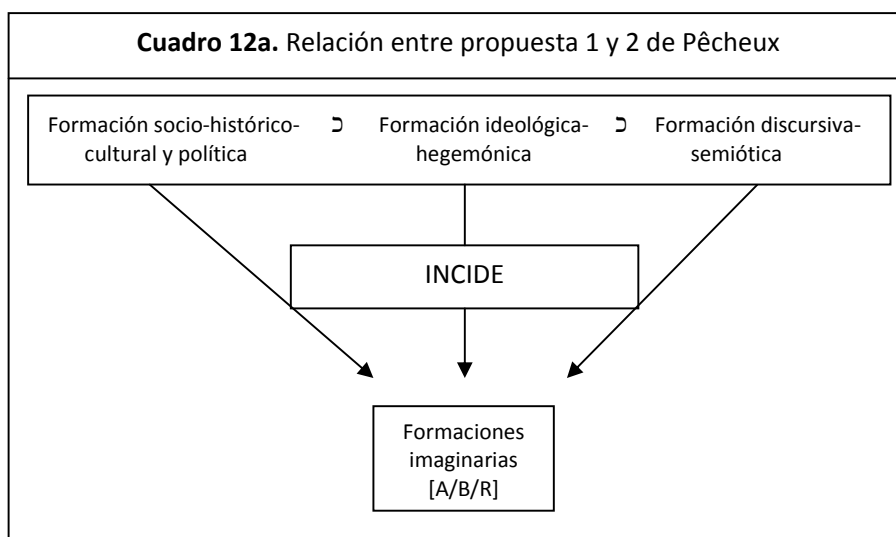 Cuadro 12a. Relación entre propuesta 1 y 2 de Pêcheux
Formación socio-histórico- ⊃ Formación ideológica- ⊃ Formación discursiva-
cultural y política hegemónica semiótica
INCIDE
Formaciones
imaginarias
[A/B/R]